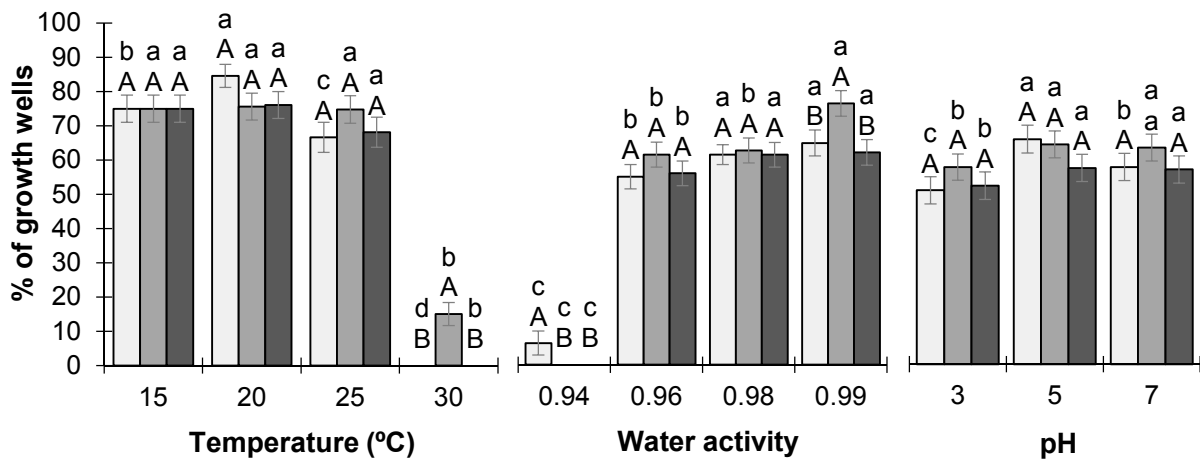 % of growth wells
100
90
80
70
60
50
40
30
20
10
0
b a a
A A A
a
A
a a
A A
c
A
a
A
a
A
d
B
b
A
b
B
c
A
c c
B B
b
A
b
A
b
A
a b a
A A A
a
B
a
A
a
B
c
A
b
A
b
A
a a
A A
a
A
b
A
a
a
a
A
15 20 25 30
0.94 0.96 0.98 0.99
3 5 7
Temperature (ºC)
Water activity
pH